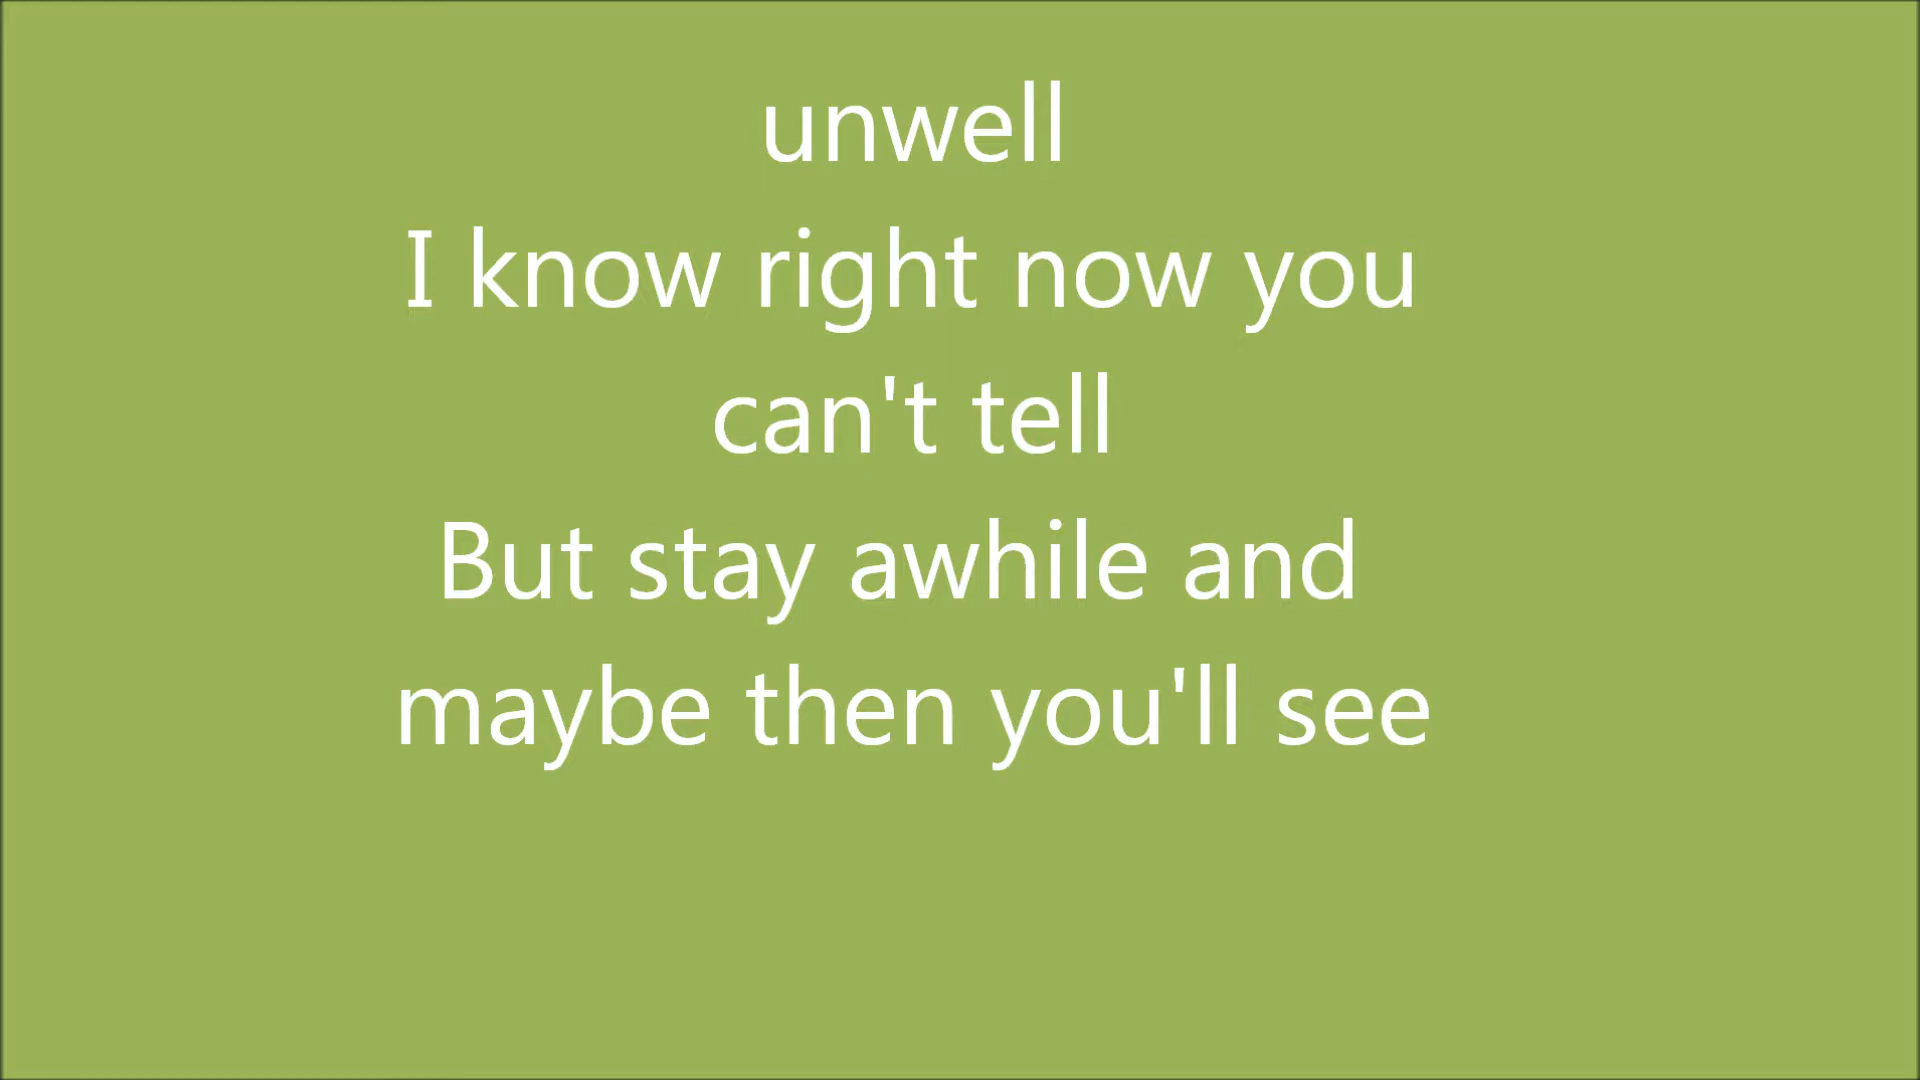 unwell
I know right now you
can't tell
But stay awhile and
maybe then you'll see